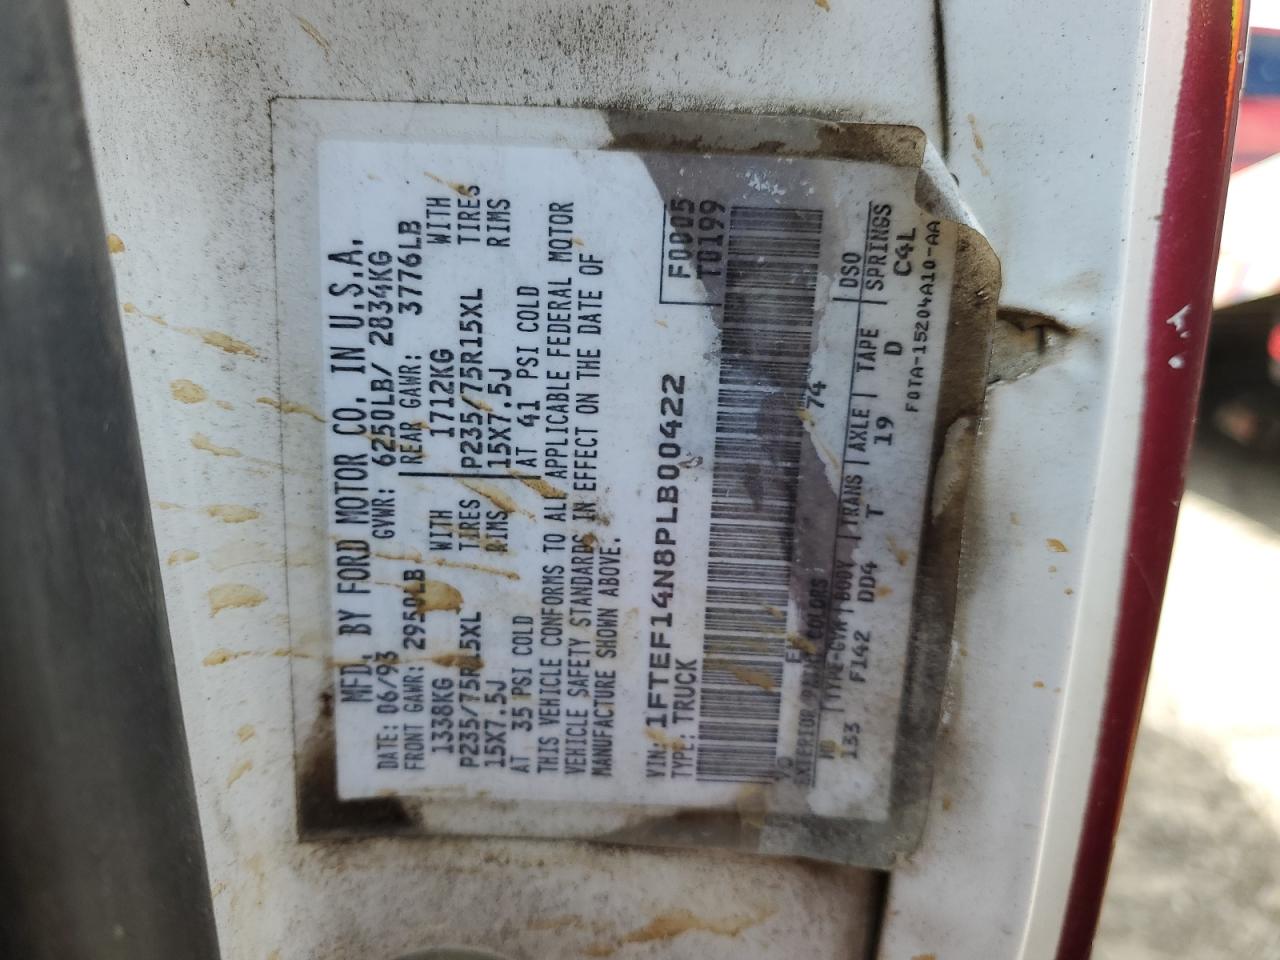 MFD. BY FORD MOTOR CO. IN U.S.A.
DATE: 06/93 GVWR: 6250LB/ 2834KG
FRONT GAWR: 2950LB REAR GAWR: 3776LB
1338KG WITH 1712KG WITH
P235/75R15XL TIRES P235/75R15XL TIRES
15X7.5J RIMS 15X7.5J RIMS
AT 35 PSI COLD AT 41 PSI COLD
THIS VEHICLE CONFORMS TO ALL APPLICABLE FEDERAL MOTOR
VEHICLE SAFETY STANDARDS IN EFFECT ON THE DATE OF
MANUFACTURE SHOWN ABOVE.
VIN: 1FTEF14N8PLB00422 F0005
TYPE: TRUCK T0199
YO 74
EXTERIOR COLORS DSO
WB TYPE-GVW BODY TRANS AXLE TAPE SPRINGS
133 F142 DD4 T 19 D C4L
F0TA-15204A10-AA